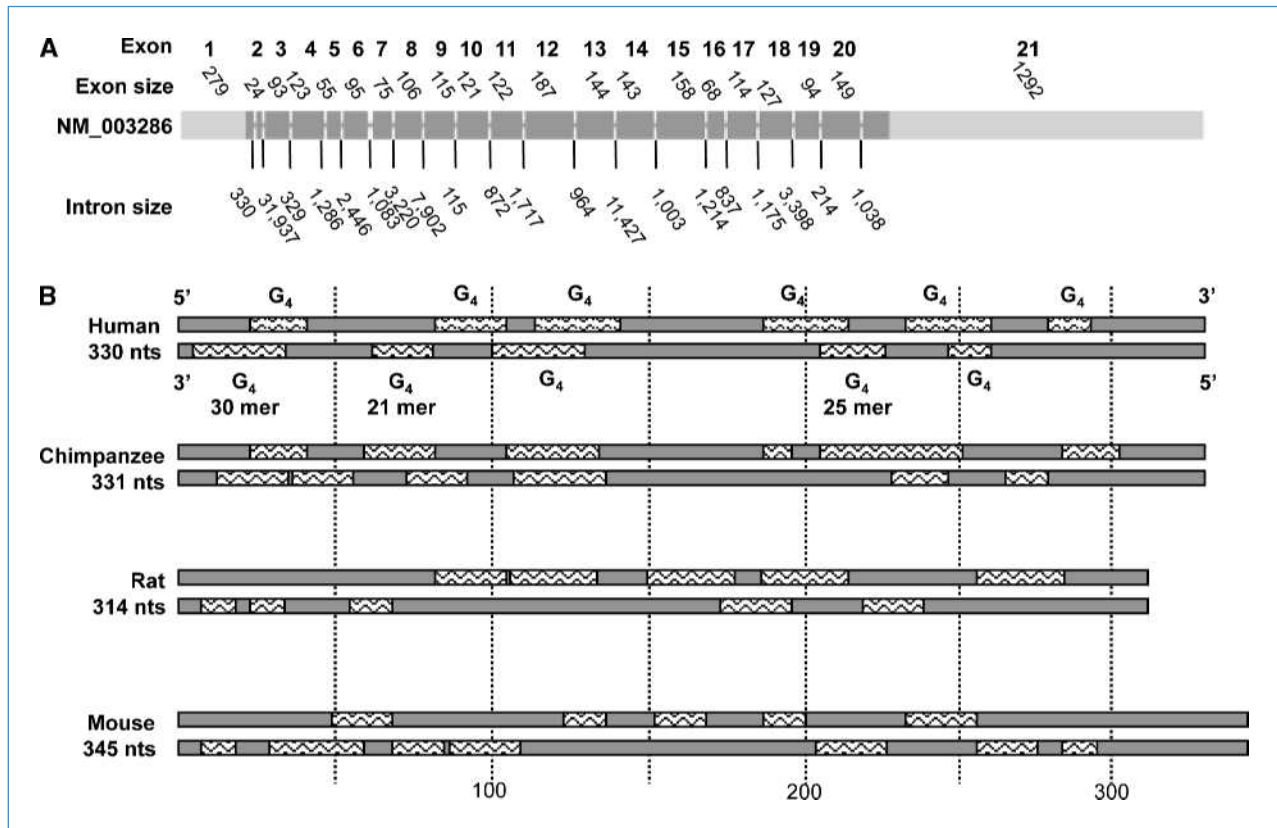 A Exon 1 2 3 4 5 6 7 8 9 10 11 12 13 14 15 16 17 18 19 20 21
Exon size 279 24 93 123 55 95 75 106 115 121 122 187 144 143 158 68 114 127 94 149 1292
NM_003286
Intron size 330 31,937 329 1,286 2,446 1,083 3,220 7,902 115 872 1,717 964 11,427 1,003 1,214 837 1,175 3,398 214 1,038
B 5’ G4 G4 G4 G4 G4 G4 3’
Human
330 nts
3’ G4 G4 G4 G4 G4 5’
30 mer 21 mer 25 mer
Chimpanzee
331 nts
Rat
314 nts
Mouse
345 nts
100 200 300